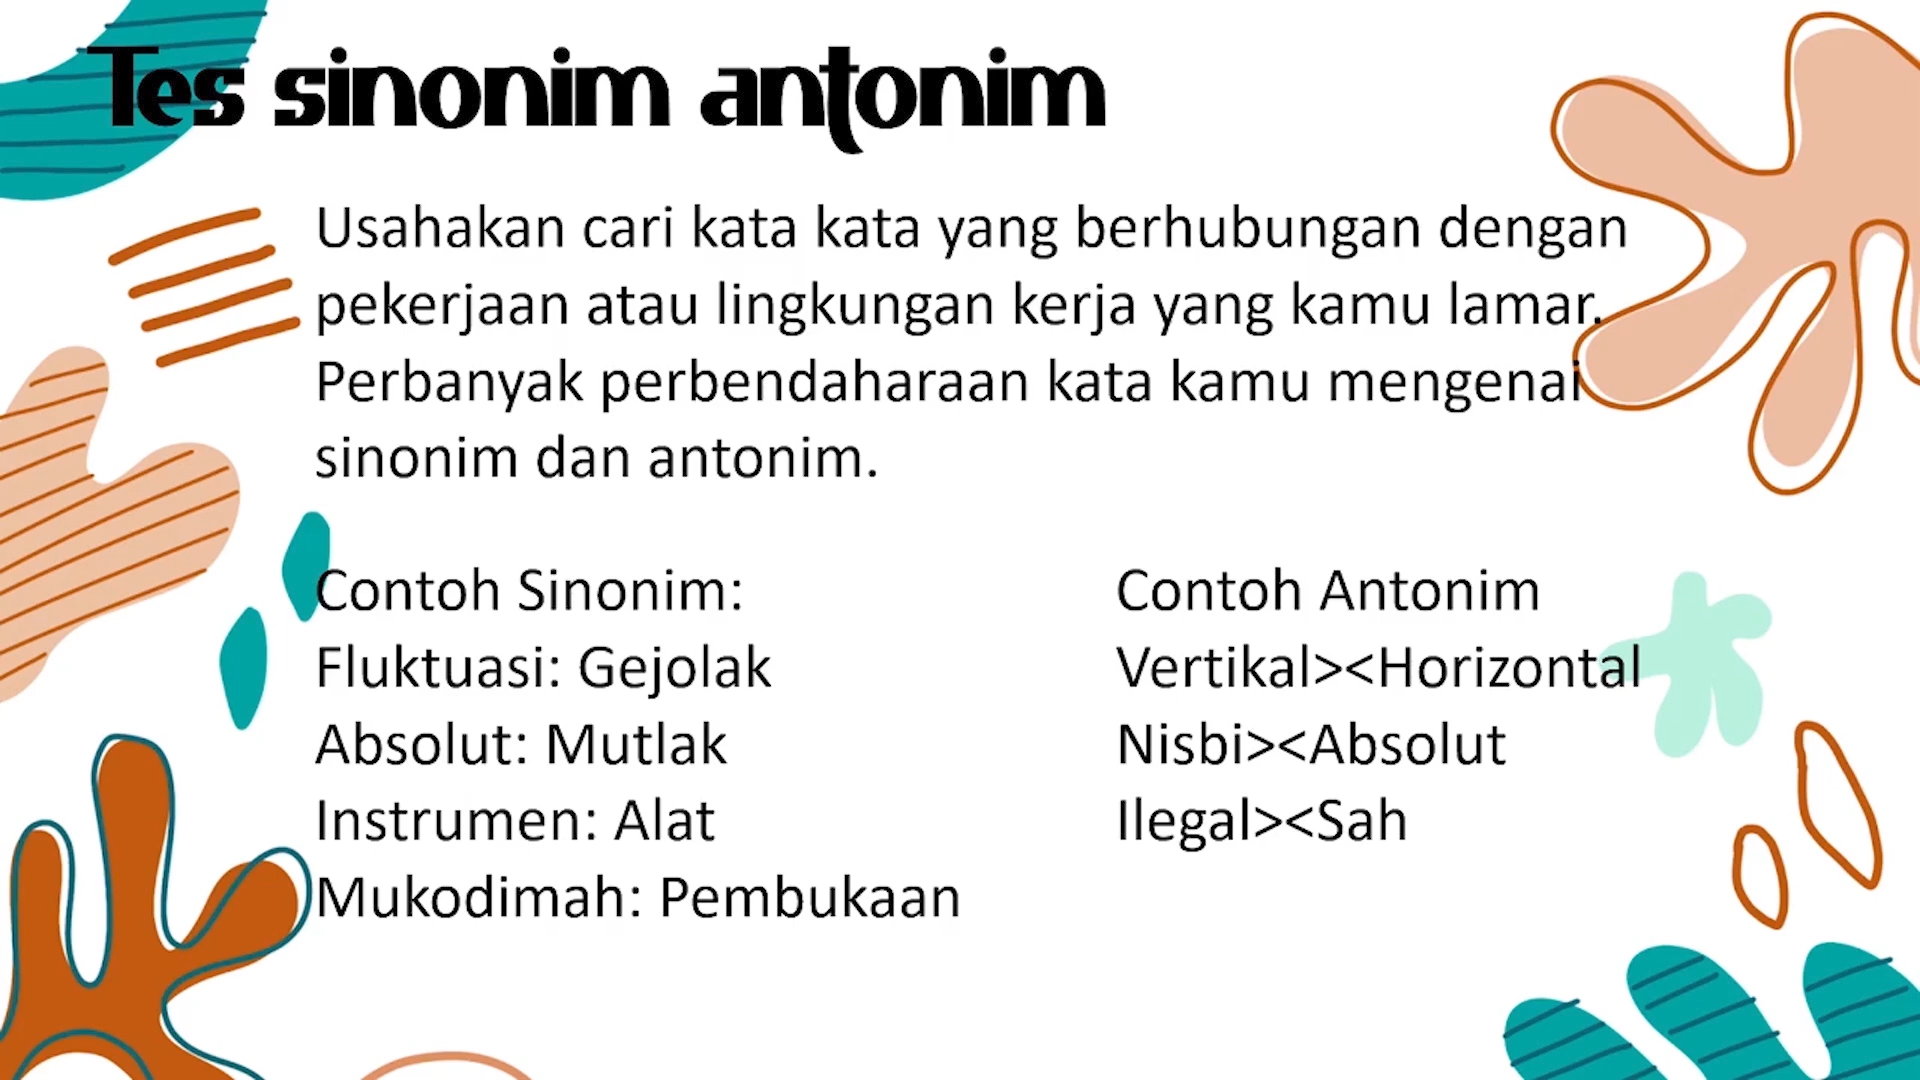 Tes sinonim antonim
Usahakan cari kata kata yang berhubungan dengan
pekerjaan atau lingkungan kerja yang kamu lamar.
Perbanyak perbendaharaan kata kamu mengenai
sinonim dan antonim.
Contoh Sinonim:
Fluktuasi: Gejolak
Absolut: Mutlak
Instrumen: Alat
Mukodimah: Pembukaan
Contoh Antonim
Vertikal><Horizontal
Nisbi><Absolut
Ilegal><Sah